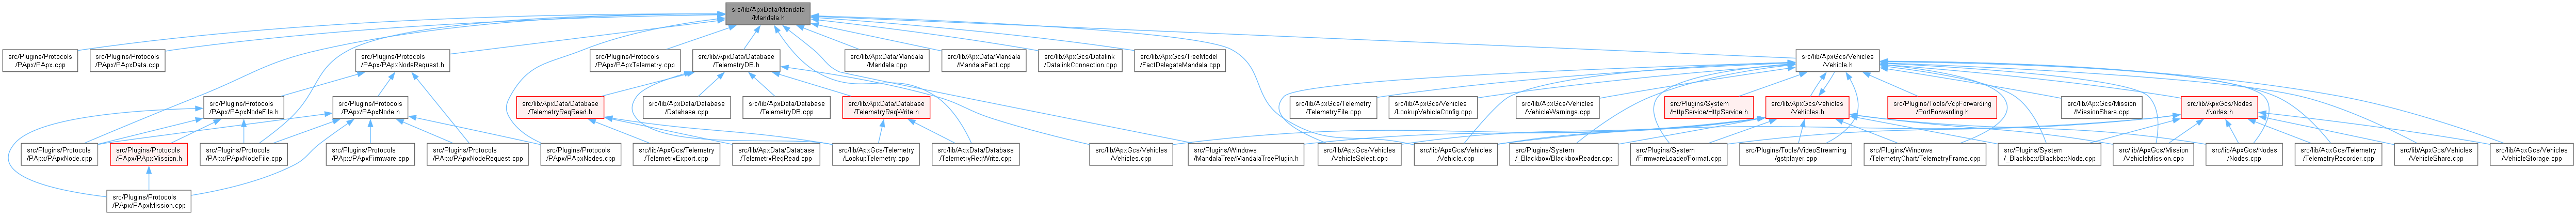 src/lib/ApxData/Mandala
/Mandala.h
src/Plugins/Protocols
/PApx/PApx.cpp
src/Plugins/Protocols
/PApx/PApxData.cpp
src/Plugins/Protocols
/PApx/PApxNodeRequest.h
src/Plugins/Protocols
/PApx/PApxTelemetry.cpp
src/lib/ApxData/Database
/TelemetryDB.h
src/lib/ApxData/Mandala
/Mandala.cpp
src/lib/ApxData/Mandala
/MandalaFact.cpp
src/lib/ApxGcs/Datalink
/DatalinkConnection.cpp
src/lib/ApxGcs/TreeModel
/FactDelegateMandala.cpp
src/lib/ApxGcs/Vehicles
/Vehicle.h
src/Plugins/Protocols
/PApx/PApxNodeFile.h
src/Plugins/Protocols
/PApx/PApxNode.h
src/lib/ApxData/Database
/TelemetryReqRead.h
src/lib/ApxData/Database
/Database.cpp
src/lib/ApxData/Database
/TelemetryDB.cpp
src/lib/ApxData/Database
/TelemetryReqWrite.h
src/lib/ApxGcs/Telemetry
/TelemetryFile.cpp
src/lib/ApxGcs/Vehicles
/LookupVehicleConfig.cpp
src/lib/ApxGcs/Vehicles
/VehicleWarnings.cpp
src/Plugins/System
/HttpService/HttpService.h
src/lib/ApxGcs/Vehicles
/Vehicles.h
src/Plugins/Tools/VcpForwarding
/PortForwarding.h
src/lib/ApxGcs/Mission
/MissionShare.cpp
src/lib/ApxGcs/Nodes
/Nodes.h
src/Plugins/Protocols
/PApx/PApxNode.cpp
src/Plugins/Protocols
/PApx/PApxMission.h
src/Plugins/Protocols
/PApx/PApxNodeFile.cpp
src/Plugins/Protocols
/PApx/PApxFirmware.cpp
src/Plugins/Protocols
/PApx/PApxNodeRequest.cpp
src/Plugins/Protocols
/PApx/PApxNodes.cpp
src/lib/ApxGcs/Telemetry
/TelemetryExport.cpp
src/lib/ApxData/Database
/TelemetryReqRead.cpp
src/lib/ApxGcs/Telemetry
/LookupTelemetry.cpp
src/lib/ApxData/Database
/TelemetryReqWrite.cpp
src/lib/ApxGcs/Vehicles
/Vehicles.cpp
src/Plugins/Windows
/MandalaTree/MandalaTreePlugin.h
src/lib/ApxGcs/Vehicles
/VehicleSelect.cpp
src/lib/ApxGcs/Vehicles
/Vehicle.cpp
src/Plugins/System
/_Blackbox/BlackboxReader.cpp
src/Plugins/System
/FirmwareLoader/Format.cpp
src/Plugins/Tools/VideoStreaming
/gstplayer.cpp
src/Plugins/Windows
/TelemetryChart/TelemetryFrame.cpp
src/Plugins/System
/_Blackbox/BlackboxNode.cpp
src/lib/ApxGcs/Mission
/VehicleMission.cpp
src/lib/ApxGcs/Nodes
/Nodes.cpp
src/lib/ApxGcs/Telemetry
/TelemetryRecorder.cpp
src/lib/ApxGcs/Vehicles
/VehicleShare.cpp
src/lib/ApxGcs/Vehicles
/VehicleStorage.cpp
src/Plugins/Protocols
/PApx/PApxMission.cpp